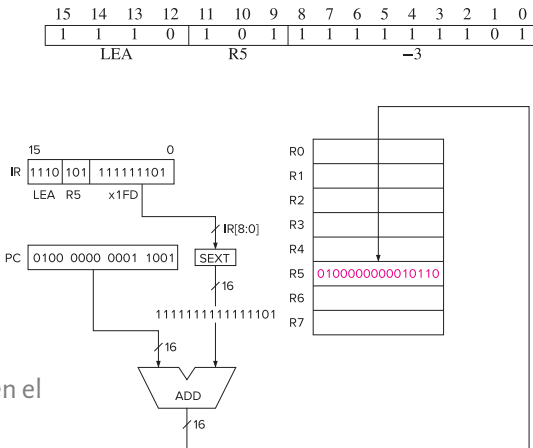 15 14 13 12 11 10 9 8 7 6 5 4 3 2 1 0
1 1 1 0 1 0 1 1 1 1 1 1 1 1 0 1
LEA R5 −3
15 0
IR 1110 101 111111101
LEA R5 x1FD
IR[8:0]
PC 0100 0000 0001 1001
SEXT
16
1111111111111101
16
ADD
16
R0
R1
R2
R3
R4
R5 0100000000010110
R6
R7
en el